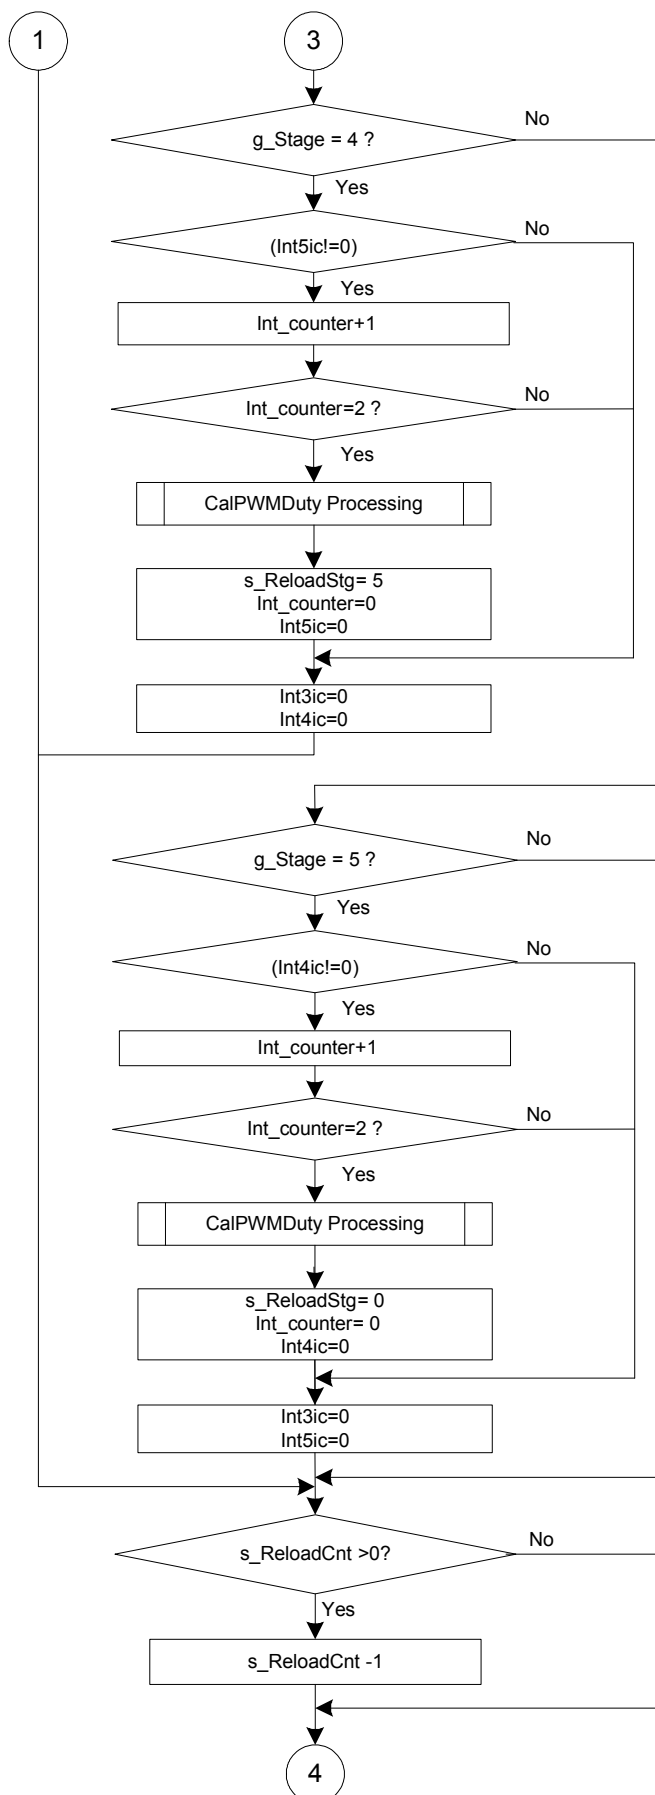 1
3
g_Stage = 4 ?
No
Yes
(Int5ic!=0)
No
Yes
Int_counter+1
Int_counter=2 ?
No
Yes
CalPWMDuty Processing
s_ReloadStg= 5
Int_counter=0
Int5ic=0
Int3ic=0
Int4ic=0
g_Stage = 5 ?
No
Yes
(Int4ic!=0)
No
Yes
Int_counter+1
Int_counter=2 ?
No
Yes
CalPWMDuty Processing
s_ReloadStg= 0
Int_counter= 0
Int4ic=0
Int3ic=0
Int5ic=0
s_ReloadCnt >0?
No
Yes
s_ReloadCnt -1
4